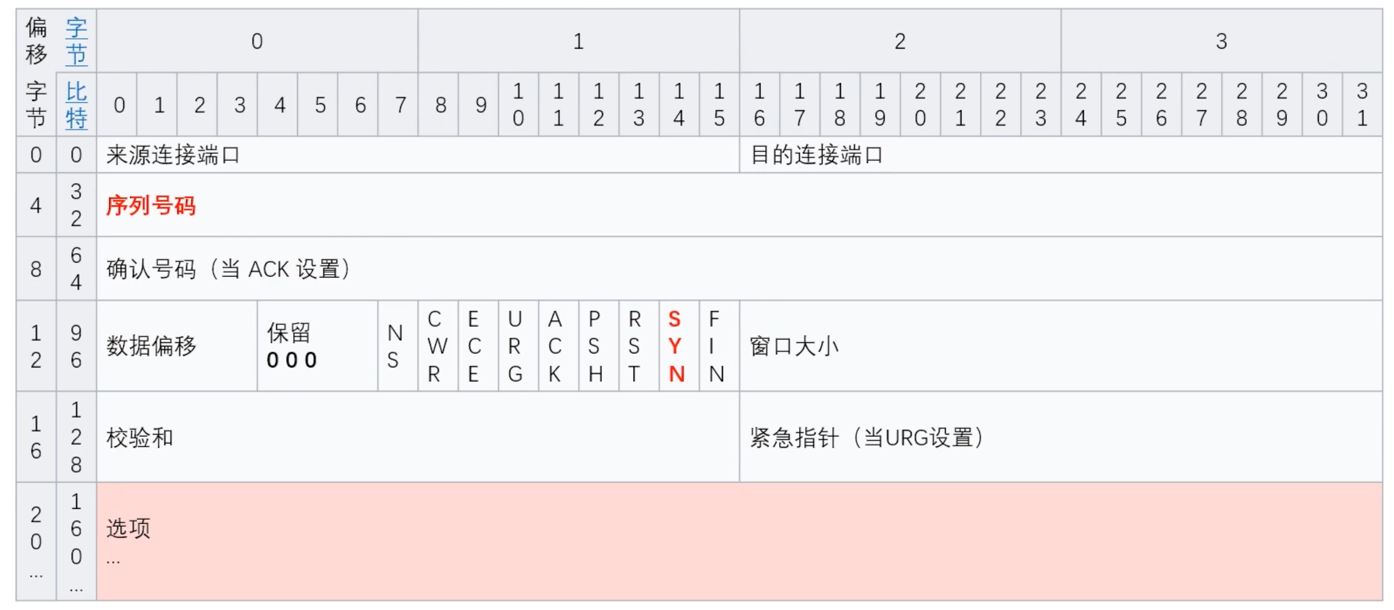 偏移 字节 0 1 2 3
字节 比特 0 1 2 3 4 5 6 7 8 9 10 11 12 13 14 15 16 17 18 19 20 21 22 23 24 25 26 27 28 29 30 31
0 0 来源连接端口 目的连接端口
4 32 序列号码
8 64 确认号码（当 ACK 设置）
12 96 数据偏移 保留 0 0 0 NS CWR ECE URG ACK PSH RST SYN FIN 窗口大小
16 128 校验和 紧急指针（当URG设置）
20 160 选项
... ... ...